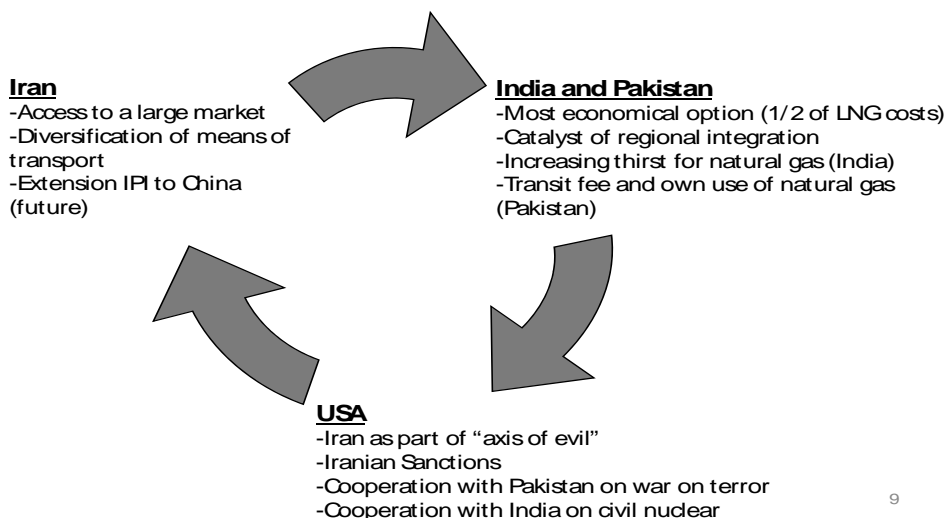 Iran
-Access to a large market
-Diversification of means of
transport
-Extension IPI to China
(future)
India and Pakistan
-Most economical option (1/2 of LNG costs)
-Catalyst of regional integration
-Increasing thirst for natural gas (India)
-Transit fee and own use of natural gas
(Pakistan)
USA
-Iran as part of “axis of evil”
-Iranian Sanctions
-Cooperation with Pakistan on war on terror
-Cooperation with India on civil nuclear
9